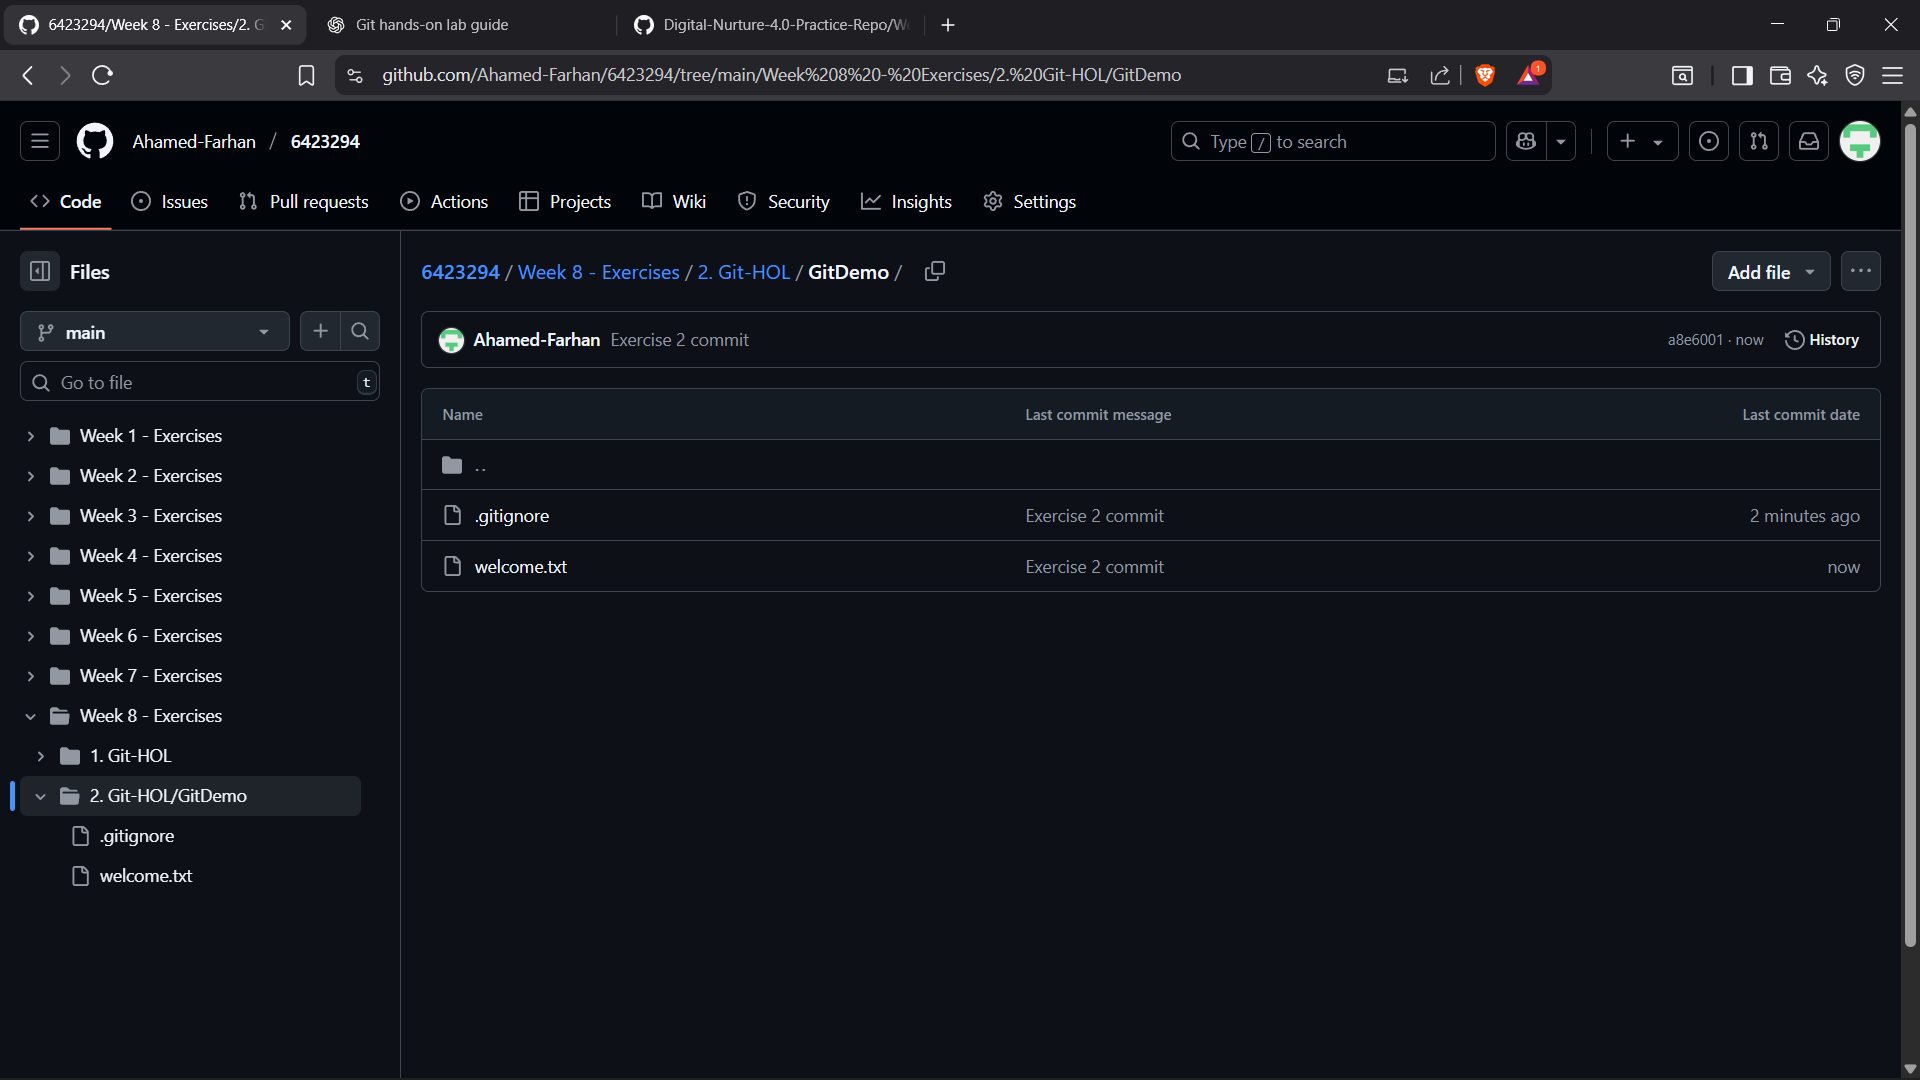 6423294/Week 8 - Exercises/2. G
Git hands-on lab guide
Digital-Nurture-4.0-Practice-Repo/W
github.com/Ahamed-Farhan/6423294/tree/main/Week%208%20-%20Exercises/2.%20Git-HOL/GitDemo
1
Ahamed-Farhan / 6423294
Type / to search
Code
Issues
Pull requests
Actions
Projects
Wiki
Security
Insights
Settings
Files
main
Go to file
t
Week 1 - Exercises
Week 2 - Exercises
Week 3 - Exercises
Week 4 - Exercises
Week 5 - Exercises
Week 6 - Exercises
Week 7 - Exercises
Week 8 - Exercises
1. Git-HOL
2. Git-HOL/GitDemo
.gitignore
welcome.txt
6423294 / Week 8 - Exercises / 2. Git-HOL / GitDemo /
Add file
Ahamed-Farhan Exercise 2 commit
a8e6001 · now
History
Name Last commit message Last commit date
..
.gitignore Exercise 2 commit 2 minutes ago
welcome.txt Exercise 2 commit now